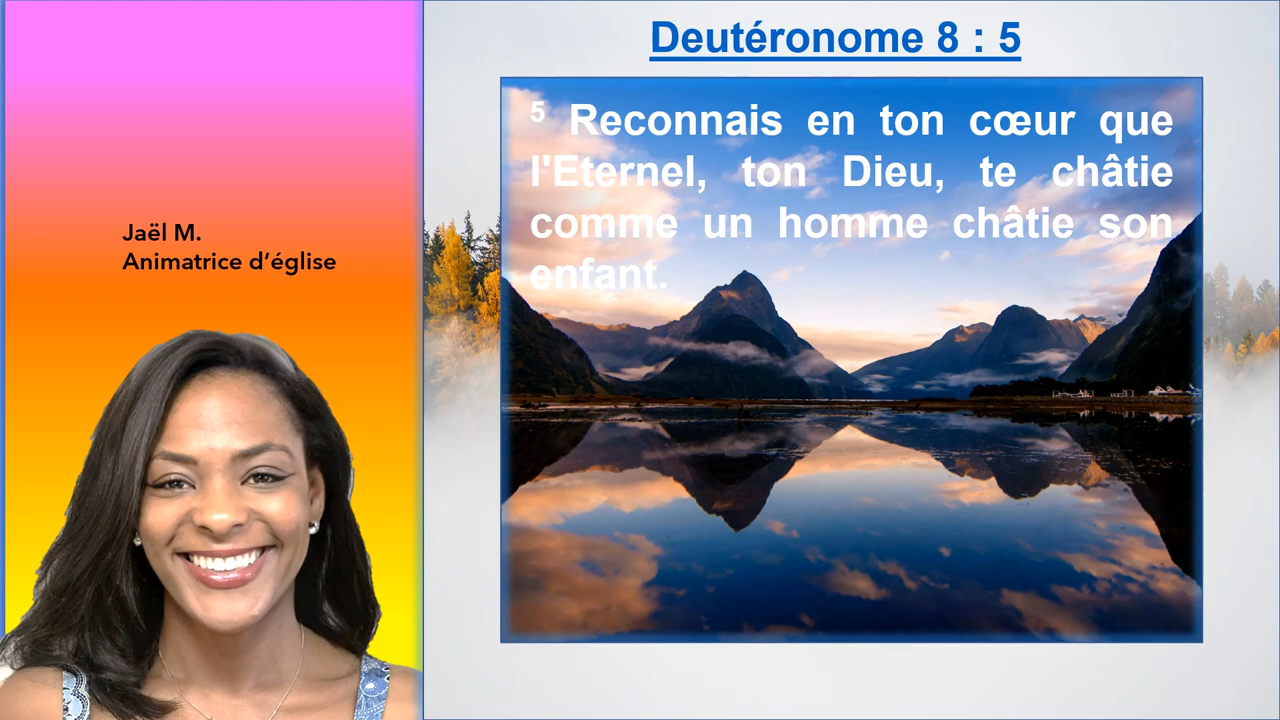 Jaël M.
Animatrice d’église
Deutéronome 8 : 5
5 Reconnais en ton cœur que
l'Eternel, ton Dieu, te châtie
comme un homme châtie son
enfant.